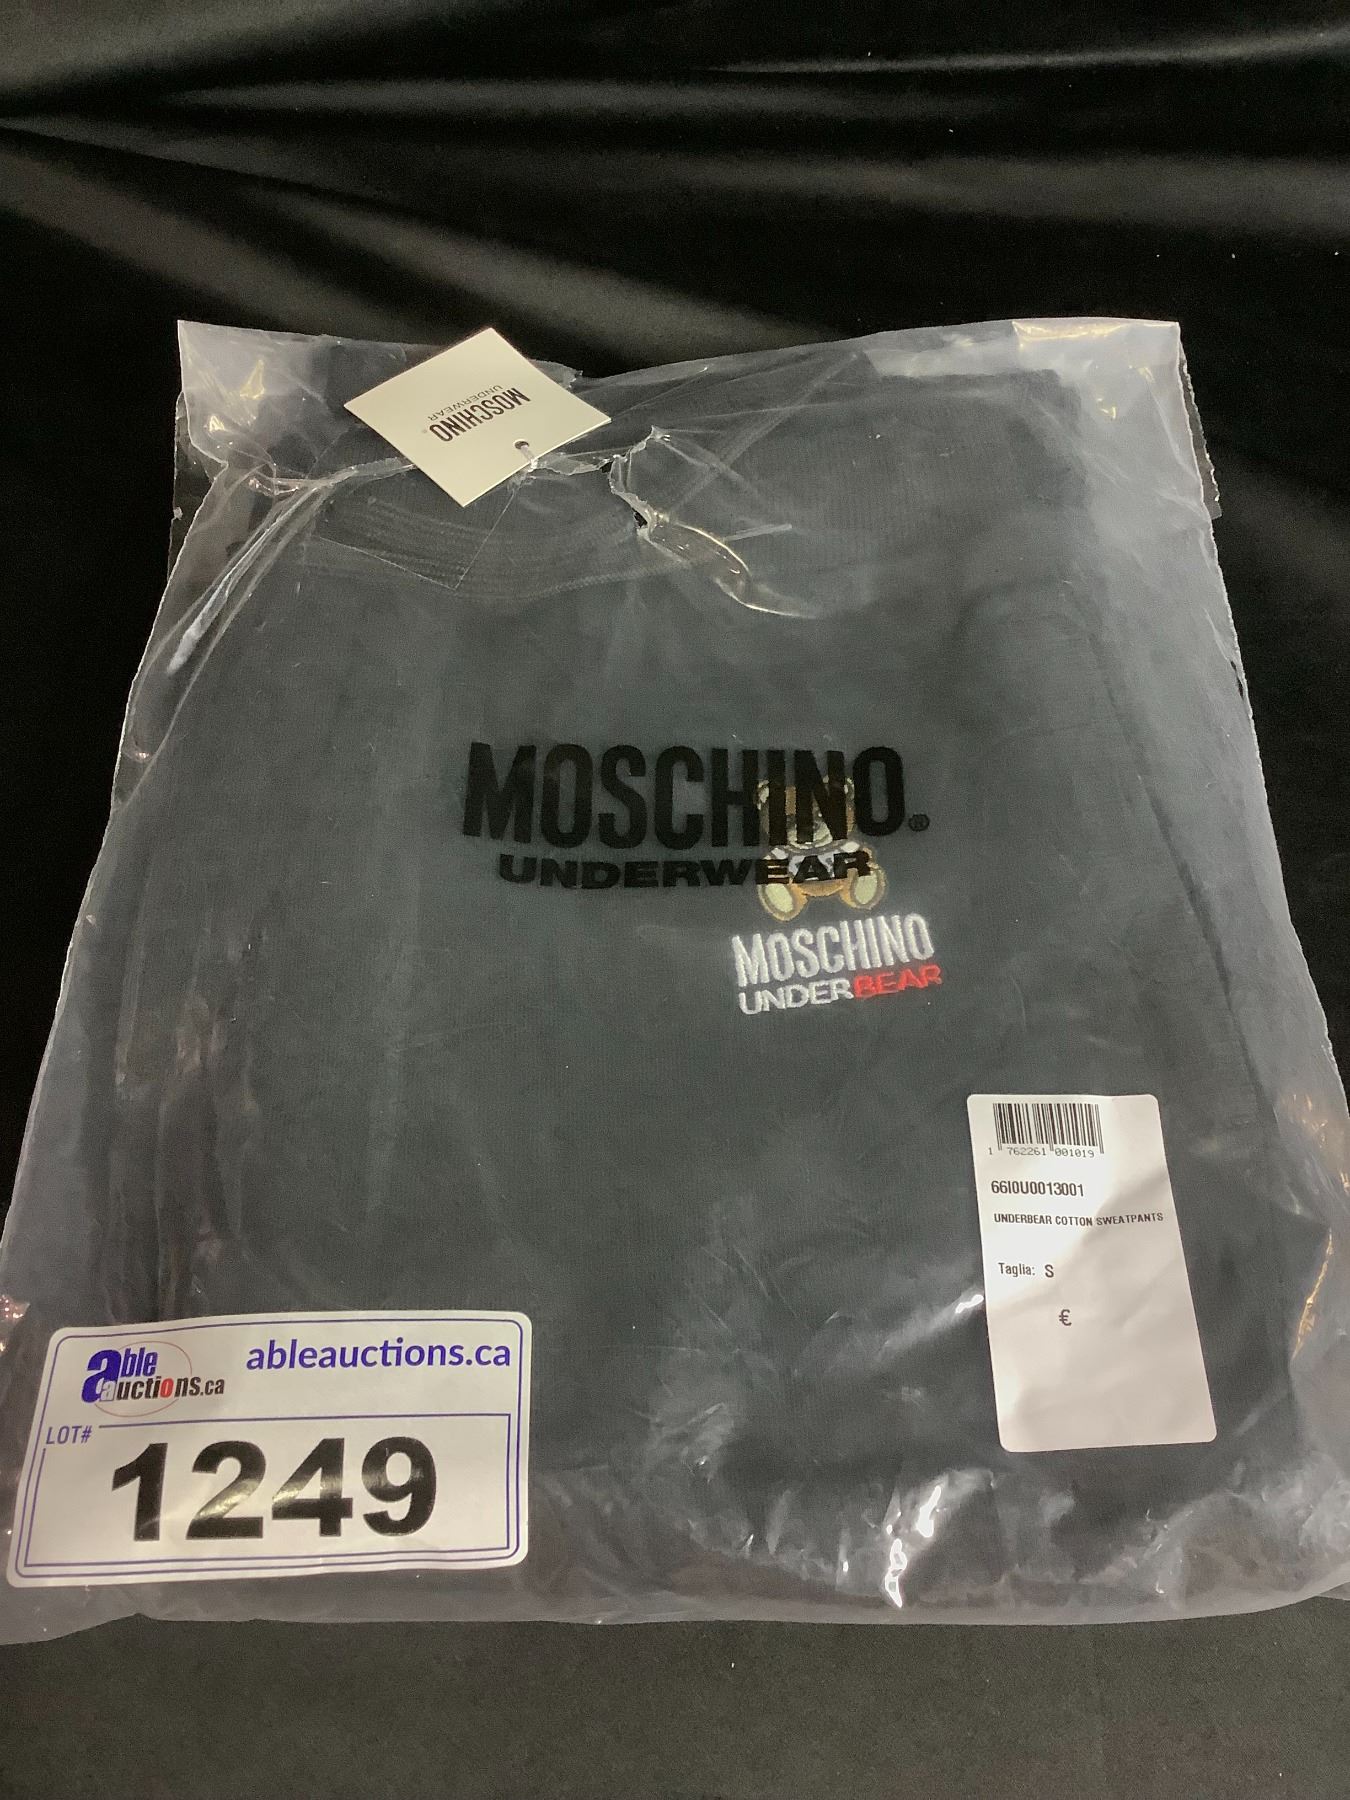 MOSCHINO®
UNDERWEAR
MOSCHINO®
UNDERWEAR
MOSCHINO
UNDERBEAR
1 762261 001019
66I0U0013001
UNDERBEAR COTTON SWEATPANTS
Taglia: S
€
able auctions.ca
ableauctions.ca
LOT#
1249